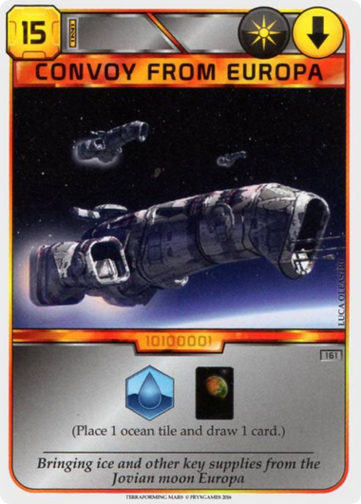 15
CONVOY FROM EUROPA
LUCA OLEASTRI
10100001
161
(Place 1 ocean tile and draw 1 card.)
Bringing ice and other key supplies from the
Jovian moon Europa
TERRAFORMING MARS © FRYXGAMES 2016